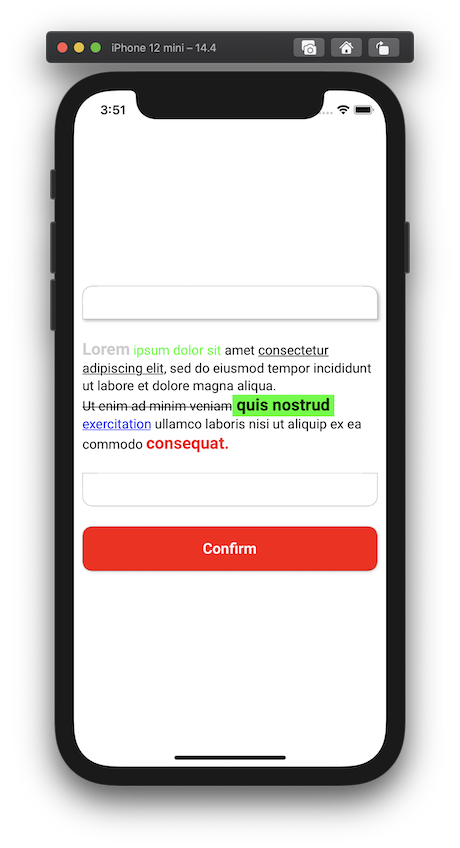 iPhone 12 mini – 14.4
3:51
Lorem ipsum dolor sit amet consectetur
adipiscing elit, sed do eiusmod tempor incididunt
ut labore et dolore magna aliqua.
Ut enim ad minim veniam quis nostrud
exercitation ullamco laboris nisi ut aliquip ex ea
commodo consequat.
Confirm